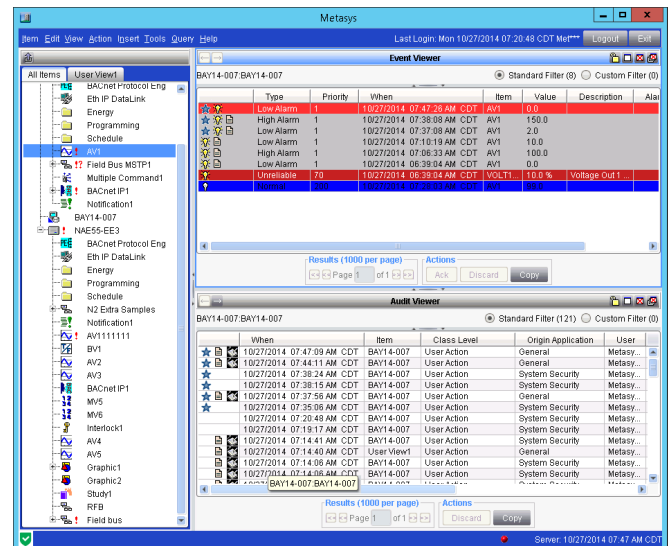 Metasys
Item Edit View Action Insert Tools Query Help
Last Login: Mon 10/27/2014 07:20:48 CDT Met***
Logout
Exit
All Items
User View1
BACnet Protocol Eng
Eth IP DataLink
Energy
Programming
Schedule
AV1
Field Bus MSTP1
Multiple Command1
BACnet IP1
Notification1
BAY14-007
NAE55-EE3
BACnet Protocol Eng
Eth IP DataLink
Energy
Programming
Schedule
N2 Extra Samples
Notification1
AV1111111
BV1
AV2
AV3
BACnet IP1
MV5
MV6
Interlock1
AV4
AV5
Graphic1
Graphic2
Study1
RFB
Field bus
Event Viewer
BAY14-007:BAY14-007
Standard Filter (8)
Custom Filter (0)
Type Priority When Item Value Description Alar
Low Alarm 1 10/27/2014 07:47:26 AM CDT AV1 0.0
High Alarm 1 10/27/2014 07:38:08 AM CDT AV1 150.0
Low Alarm 1 10/27/2014 07:37:08 AM CDT AV1 2.0
Low Alarm 1 10/27/2014 07:10:19 AM CDT AV1 10.0
High Alarm 1 10/27/2014 07:06:33 AM CDT AV1 100.0
Low Alarm 1 10/27/2014 06:39:04 AM CDT AV1 0.0
Unreliable 70 10/27/2014 06:39:04 AM CDT VOLT1... 10.0 % Voltage Out 1 ...
Results (1000 per page)
Page 1 of 1
Actions
Ack
Discard
Copy
Audit Viewer
BAY14-007:BAY14-007
Standard Filter (121)
Custom Filter (0)
When Item Class Level Origin Application User
10/27/2014 07:47:09 AM CDT BAY14-007 User Action General Metasy...
10/27/2014 07:44:11 AM CDT BAY14-007 User Action General Metasy...
10/27/2014 07:38:24 AM CDT BAY14-007 User Action System Security Metasy...
10/27/2014 07:38:15 AM CDT BAY14-007 User Action System Security Metasy...
10/27/2014 07:37:56 AM CDT BAY14-007 User Action General Metasy...
10/27/2014 07:35:06 AM CDT BAY14-007 User Action System Security Metasy...
10/27/2014 07:20:48 AM CDT BAY14-007 User Action System Security Metasy...
10/27/2014 07:19:17 AM CDT BAY14-007 User Action System Security Metasy...
10/27/2014 07:14:41 AM CDT BAY14-007 User Action General Metasy...
10/27/2014 07:14:40 AM CDT User View1 User Action General Metasy...
10/27/2014 07:14:06 AM CDT BAY14-007 User Action System Security Metasy...
10/27/2014 07:14:06 AM CDT BAY14-007 User Action System Security Metasy...
BAY14-007:BAY14-007
Results (1000 per page)
Page 1 of 1
Actions
Discard
Copy
Server: 10/27/2014 07:47 AM CDT